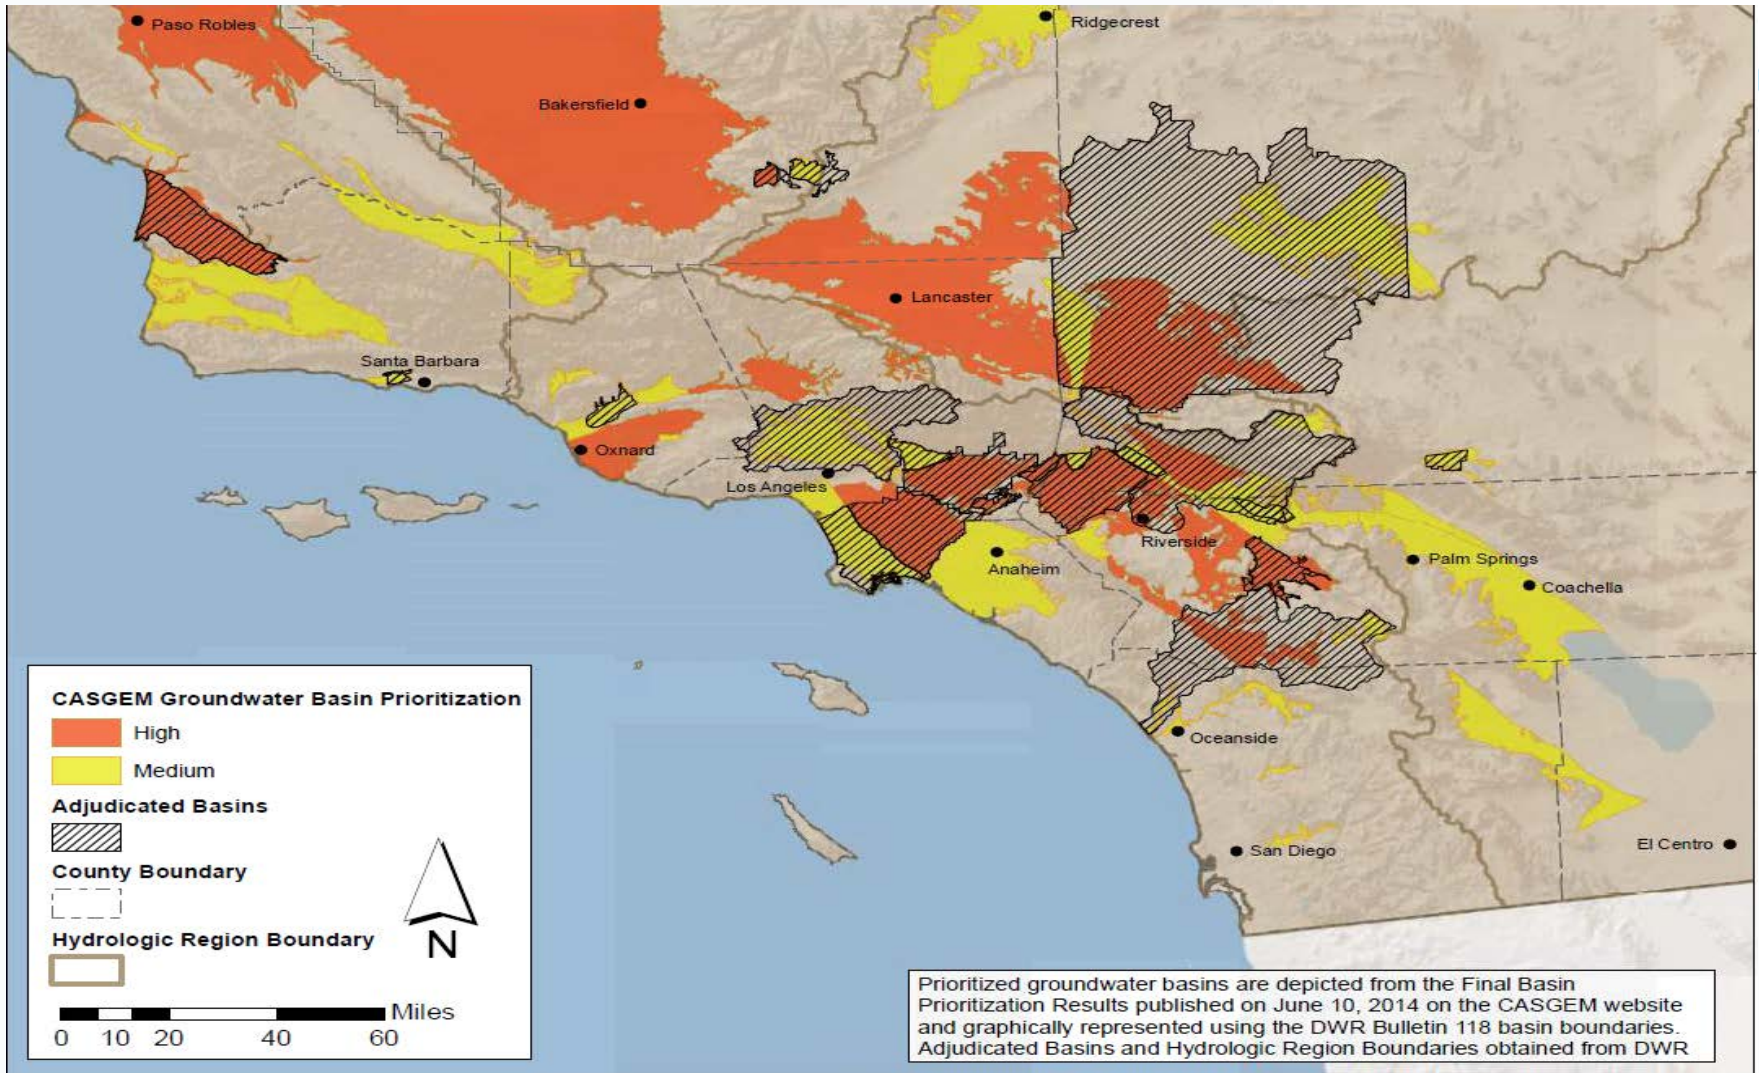 Paso Robles
Ridgecrest
Bakersfield
Lancaster
Santa Barbara
Oxnard
Los Angeles
Riverside
Anaheim
Palm Springs
Coachella
Oceanside
San Diego
El Centro
CASGEM Groundwater Basin Prioritization
High
Medium
Adjudicated Basins
County Boundary
Hydrologic Region Boundary
N
Miles
0 10 20 40 60
Prioritized groundwater basins are depicted from the Final Basin
Prioritization Results published on June 10, 2014 on the CASGEM website
and graphically represented using the DWR Bulletin 118 basin boundaries.
Adjudicated Basins and Hydrologic Region Boundaries obtained from DWR